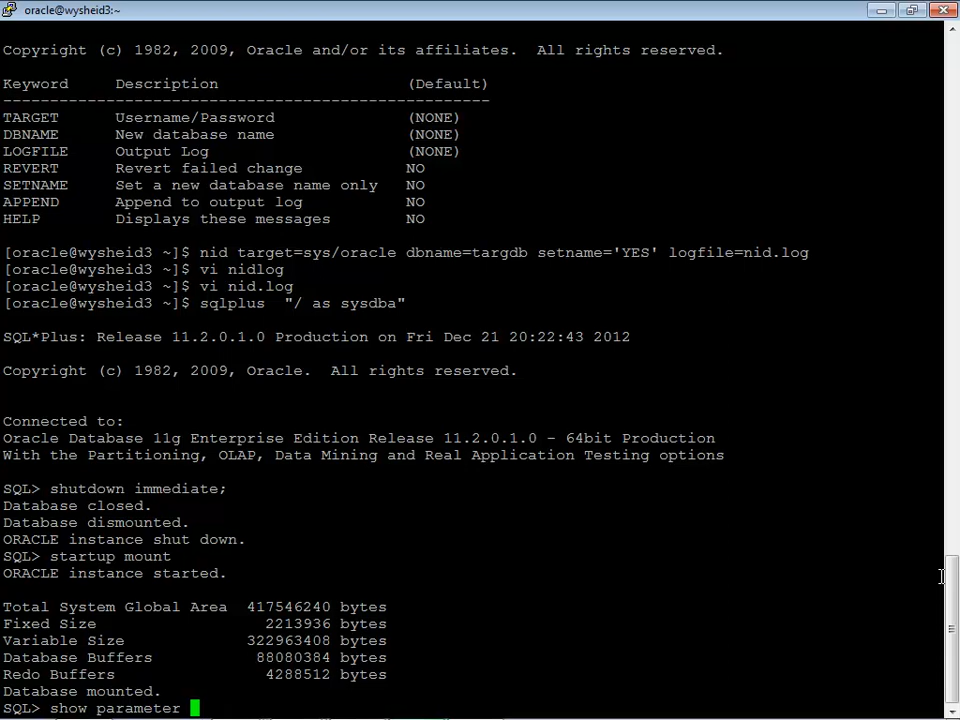 oracle@wysheid3:~
Copyright (c) 1982, 2009, Oracle and/or its affiliates.  All rights reserved.
Keyword     Description                    (Default)
----------------------------------------------------
TARGET      Username/Password              (NONE)
DBNAME      New database name              (NONE)
LOGFILE     Output Log                     (NONE)
REVERT      Revert failed change           NO
SETNAME     Set a new database name only   NO
APPEND      Append to output log           NO
HELP        Displays these messages        NO
[oracle@wysheid3 ~]$ nid target=sys/oracle dbname=targdb setname='YES' logfile=nid.log
[oracle@wysheid3 ~]$ vi nidlog
[oracle@wysheid3 ~]$ vi nid.log
[oracle@wysheid3 ~]$ sqlplus  "/ as sysdba"
SQL*Plus: Release 11.2.0.1.0 Production on Fri Dec 21 20:22:43 2012
Copyright (c) 1982, 2009, Oracle.  All rights reserved.
Connected to:
Oracle Database 11g Enterprise Edition Release 11.2.0.1.0 - 64bit Production
With the Partitioning, OLAP, Data Mining and Real Application Testing options
SQL> shutdown immediate;
Database closed.
Database dismounted.
ORACLE instance shut down.
SQL> startup mount
ORACLE instance started.
Total System Global Area  417546240 bytes
Fixed Size                  2213936 bytes
Variable Size             322963408 bytes
Database Buffers           88080384 bytes
Redo Buffers                4288512 bytes
Database mounted.
SQL> show parameter